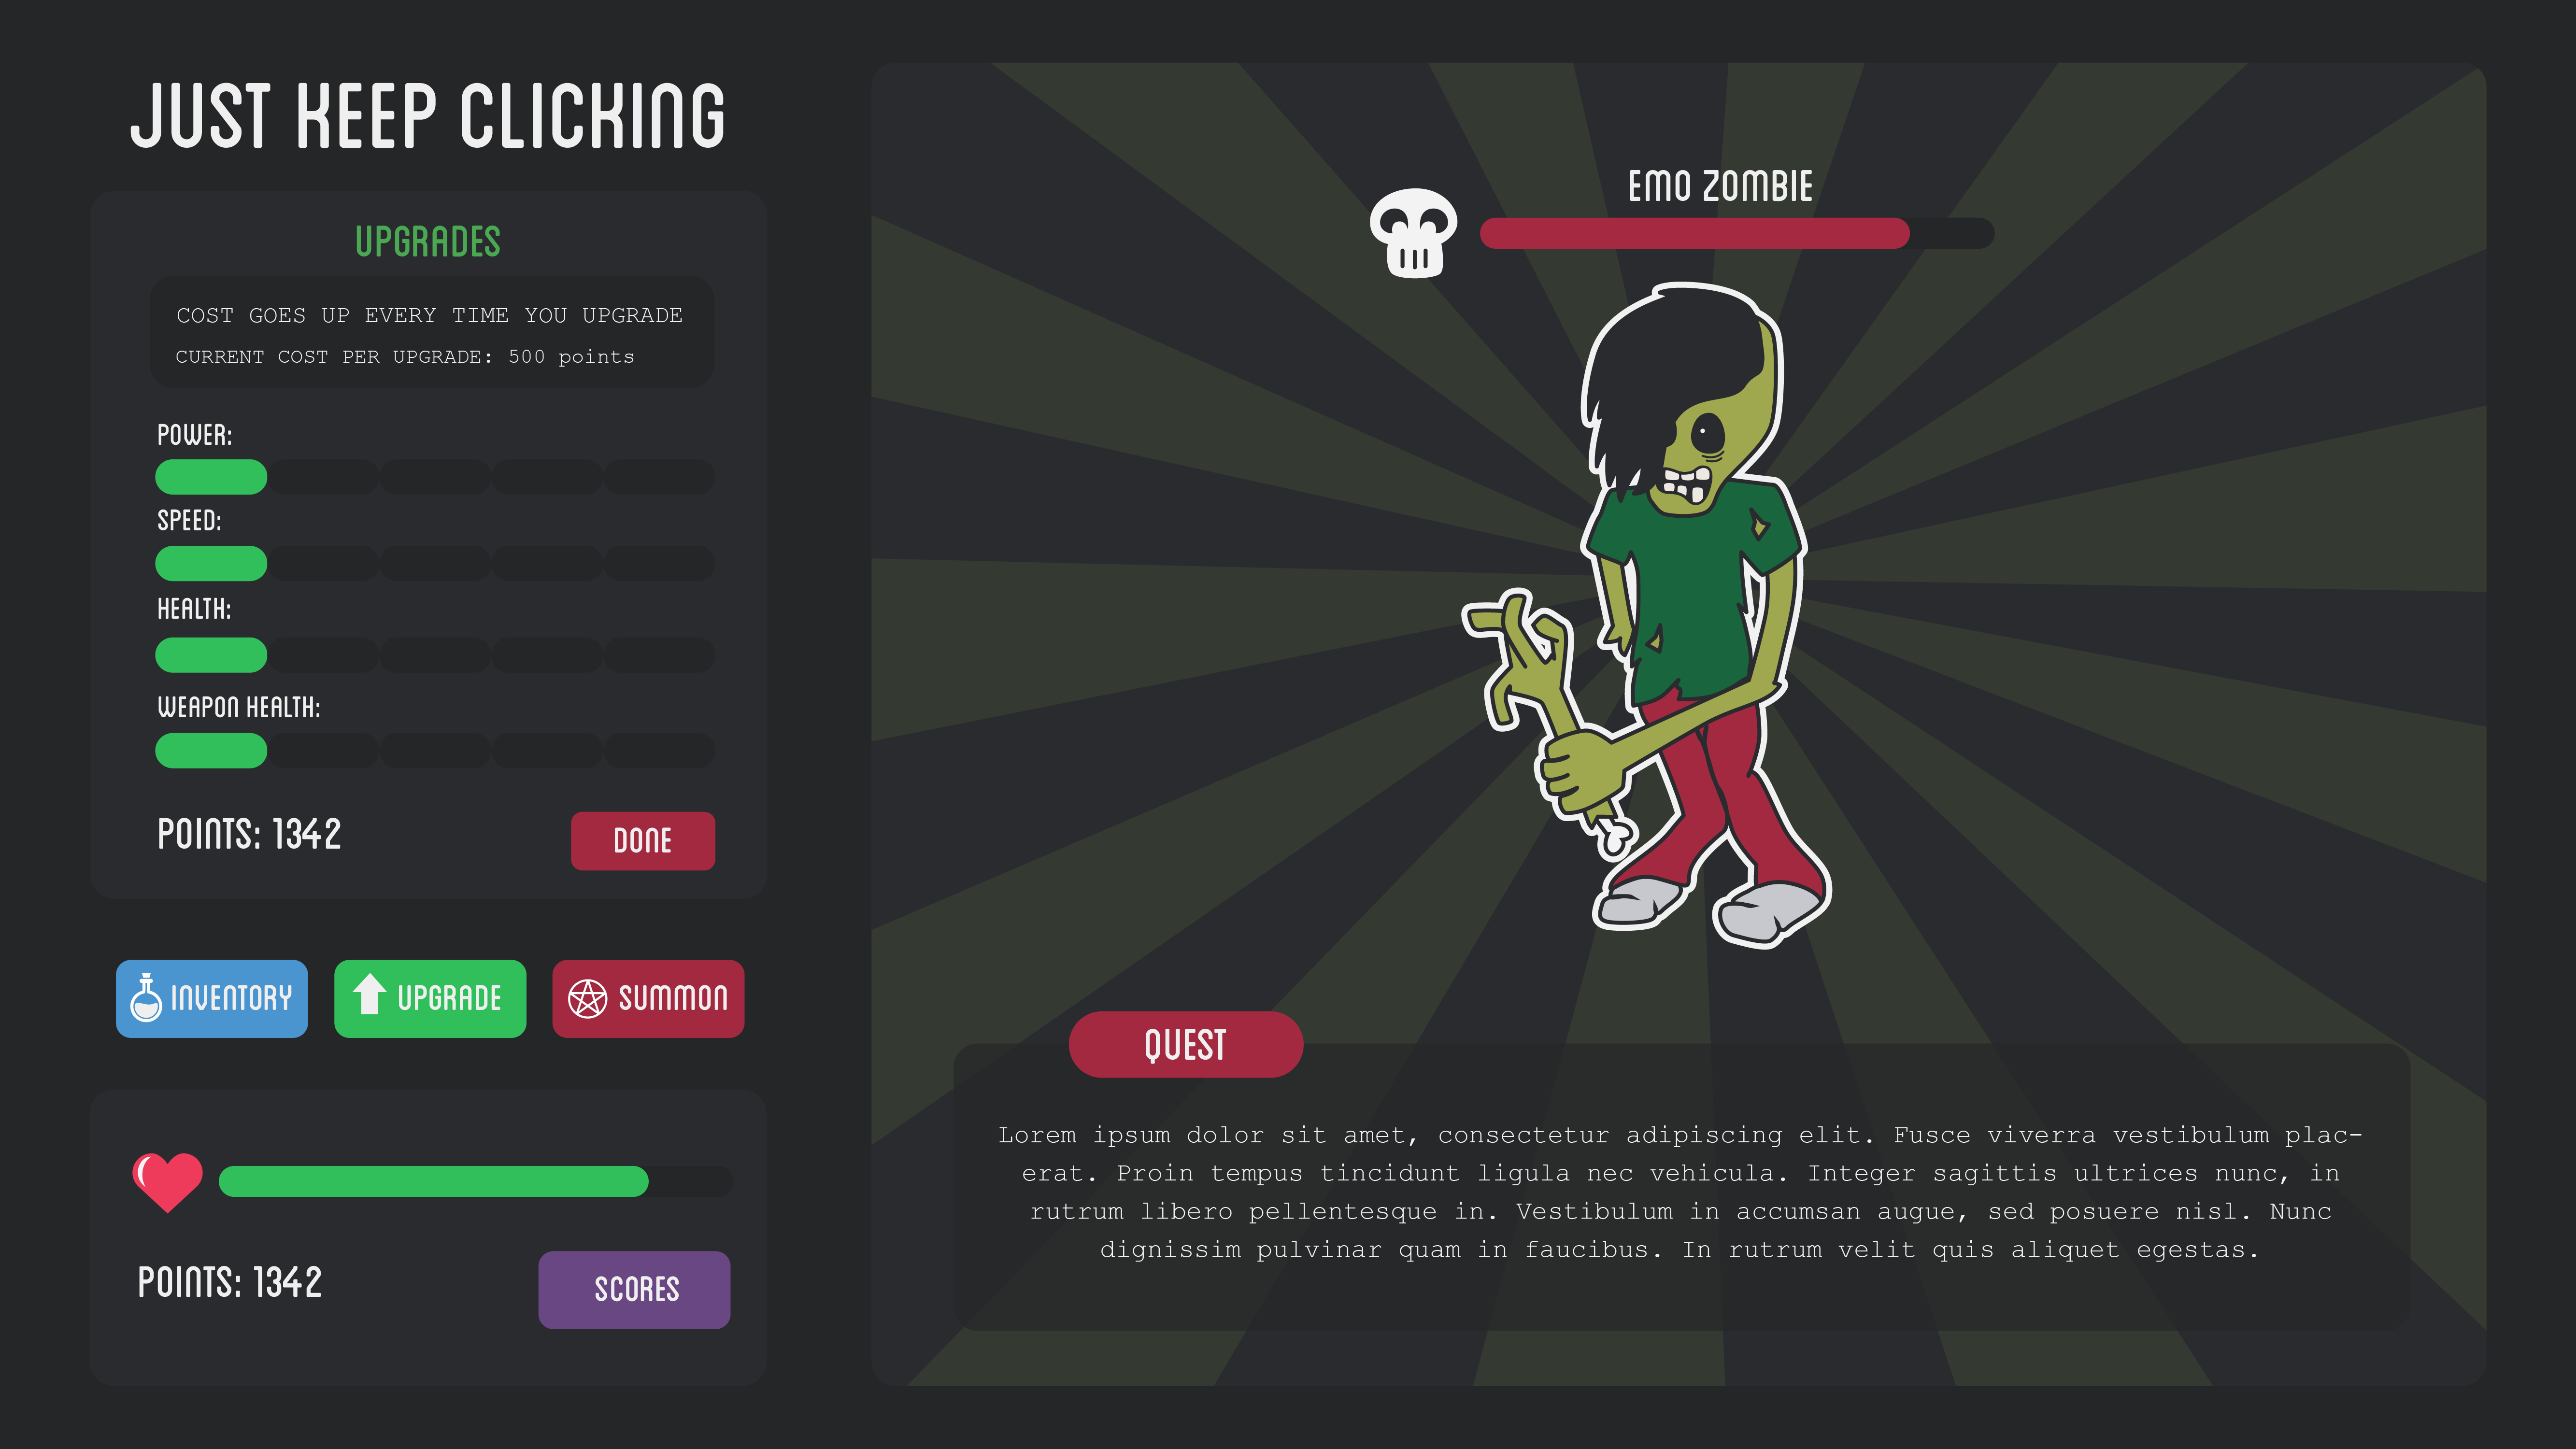 JUST KEEP CLICKING
UPGRADES
COST GOES UP EVERY TIME YOU UPGRADE
CURRENT COST PER UPGRADE: 500 points
POWER:
SPEED:
HEALTH:
WEAPON HEALTH:
POINTS: 1342
DONE
INVENTORY
UPGRADE
SUMMON
POINTS: 1342
SCORES
EMO ZOMBIE
QUEST
Lorem ipsum dolor sit amet, consectetur adipiscing elit. Fusce viverra vestibulum plac-
erat. Proin tempus tincidunt ligula nec vehicula. Integer sagittis ultrices nunc, in
rutrum libero pellentesque in. Vestibulum in accumsan augue, sed posuere nisl. Nunc
dignissim pulvinar quam in faucibus. In rutrum velit quis aliquet egestas.